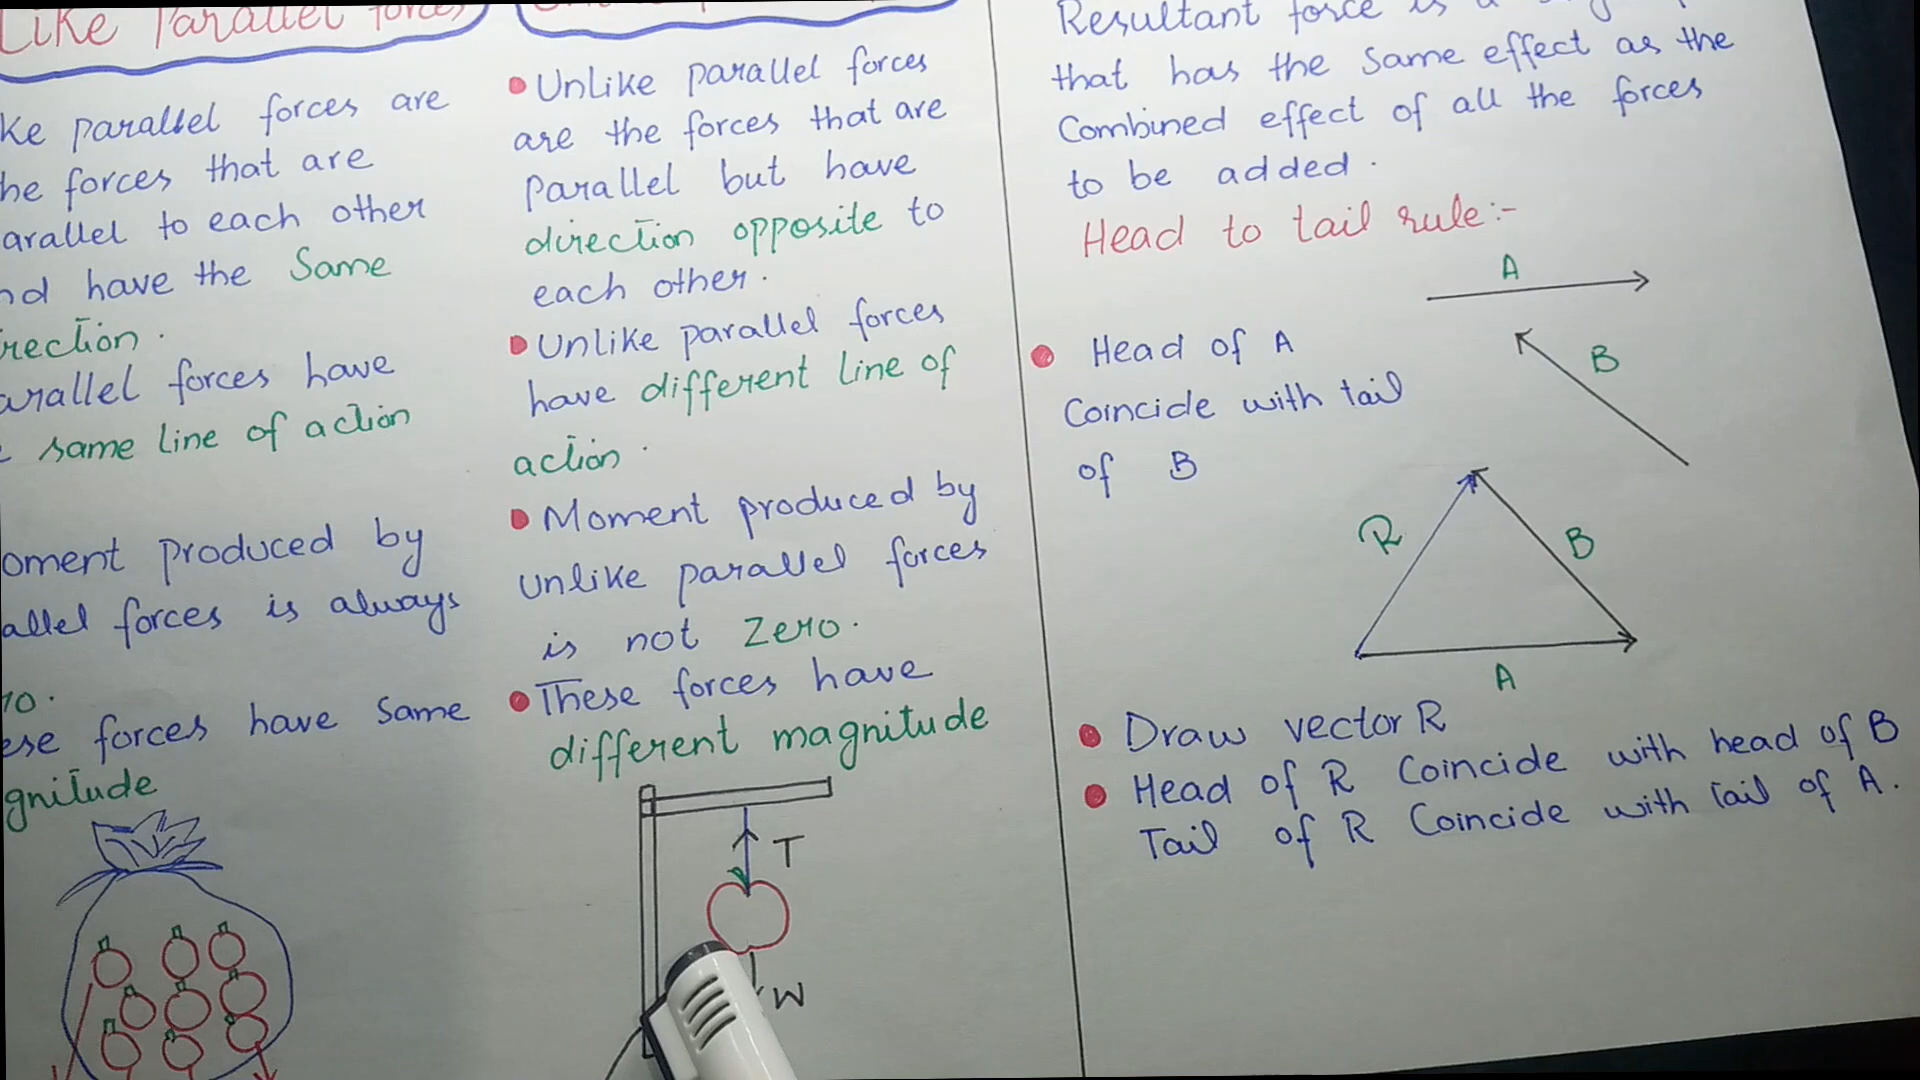 Like Parallel forces
ke parallel forces are
he forces that are
arallel to each other
nd have the Same
rection.
arallel forces have
same line of action
oment produced by
allel forces is always
ro.
ese forces have same
gnitude
Unlike parallel forces
are the forces that are
Parallel but have
direction opposite to
each other.
Unlike parallel forces
have different line of
action.
Moment produced by
unlike parallel forces
is not zero.
These forces have
different magnitude
T
W
Resultant force is a
that has the same effect as the
Combined effect of all the forces
to be added.
Head to tail rule:-
A
B
Head of A
Coincide with tail
of B
R
B
A
Draw vector R
Head of R Coincide with head of B
Tail of R Coincide with Tail of A.